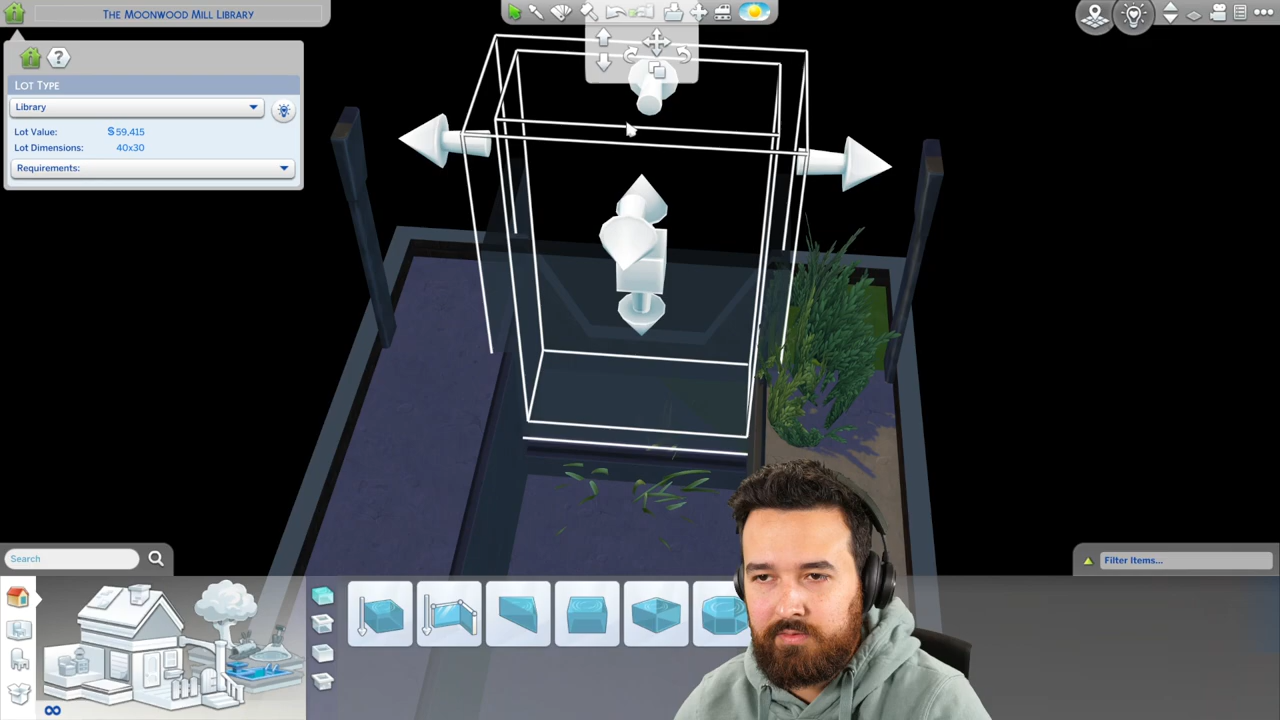 THE MOONWOOD MILL LIBRARY
?
LOT TYPE
Library
Lot Value: §59,415
Lot Dimensions: 40x30
Requirements:
Search
Filter Items...